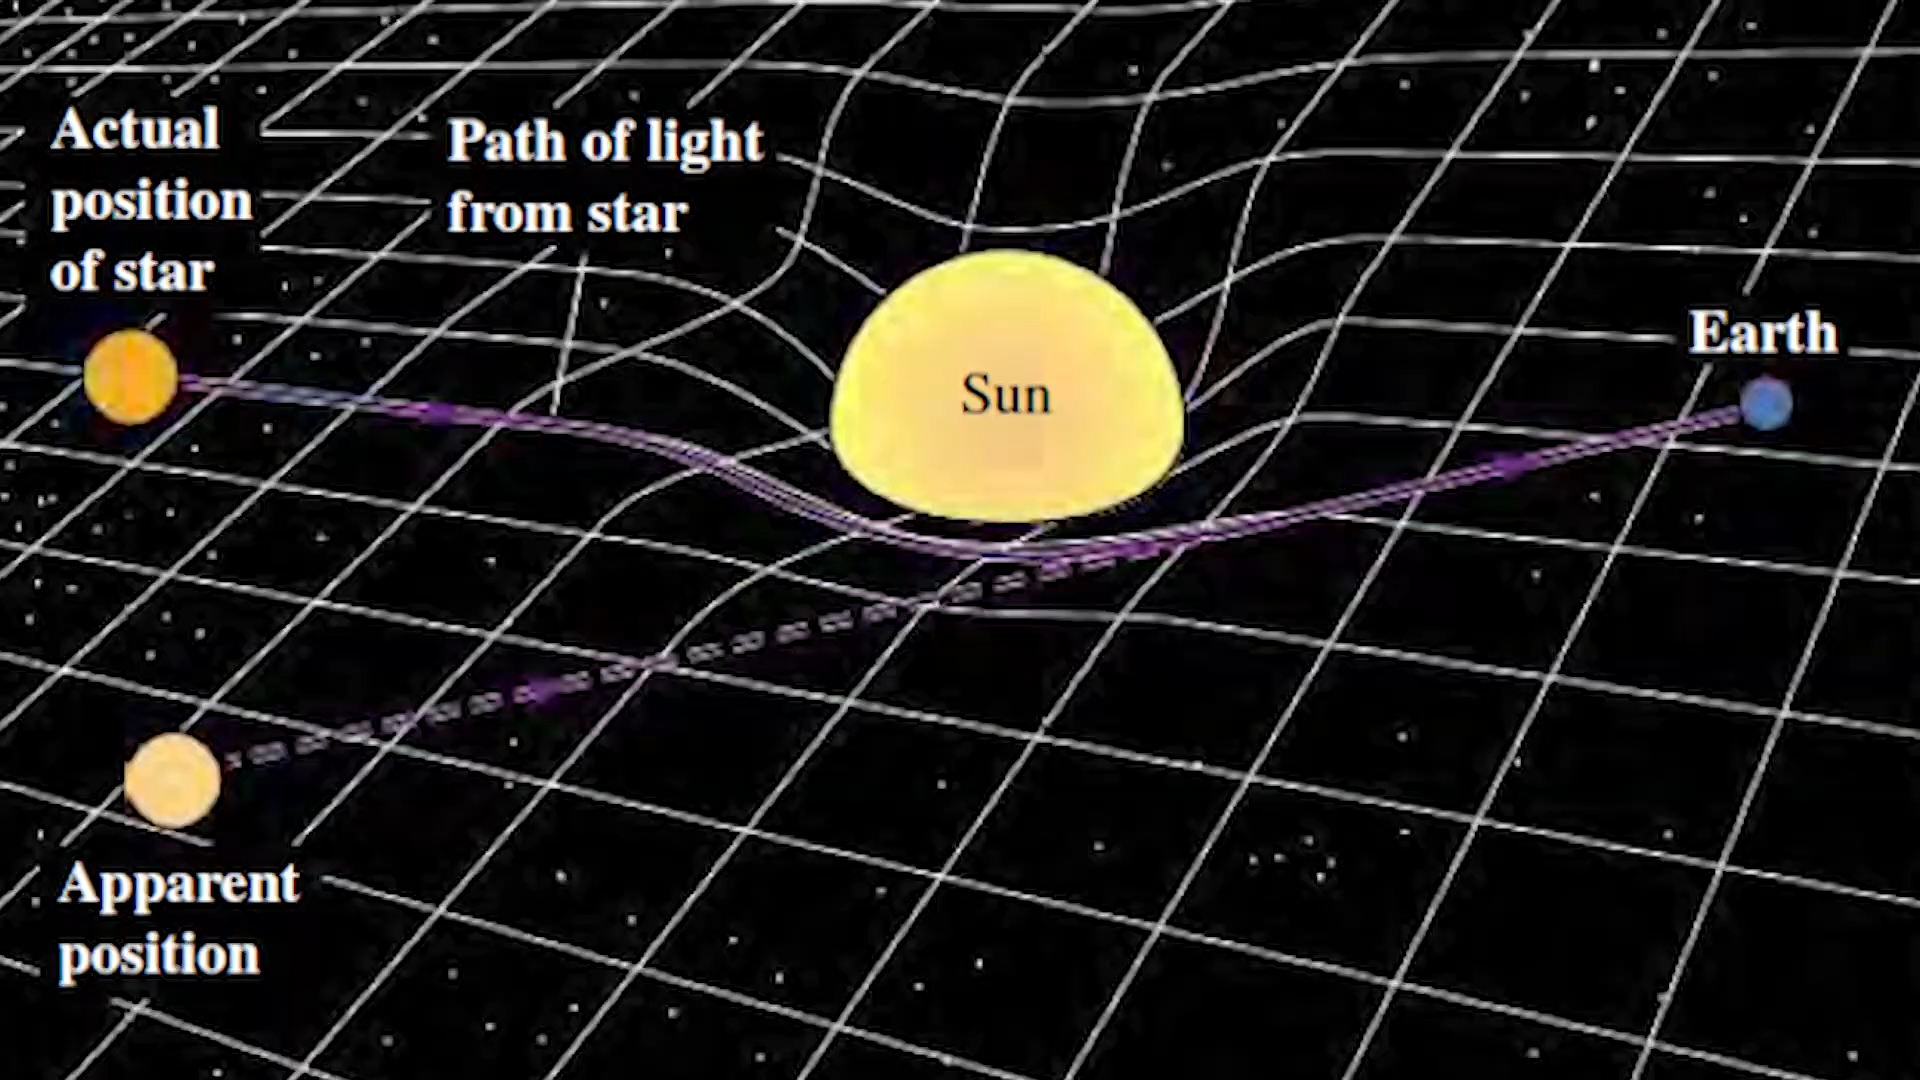 Actual
position
of star
Path of light
from star
Sun
Earth
Apparent
position